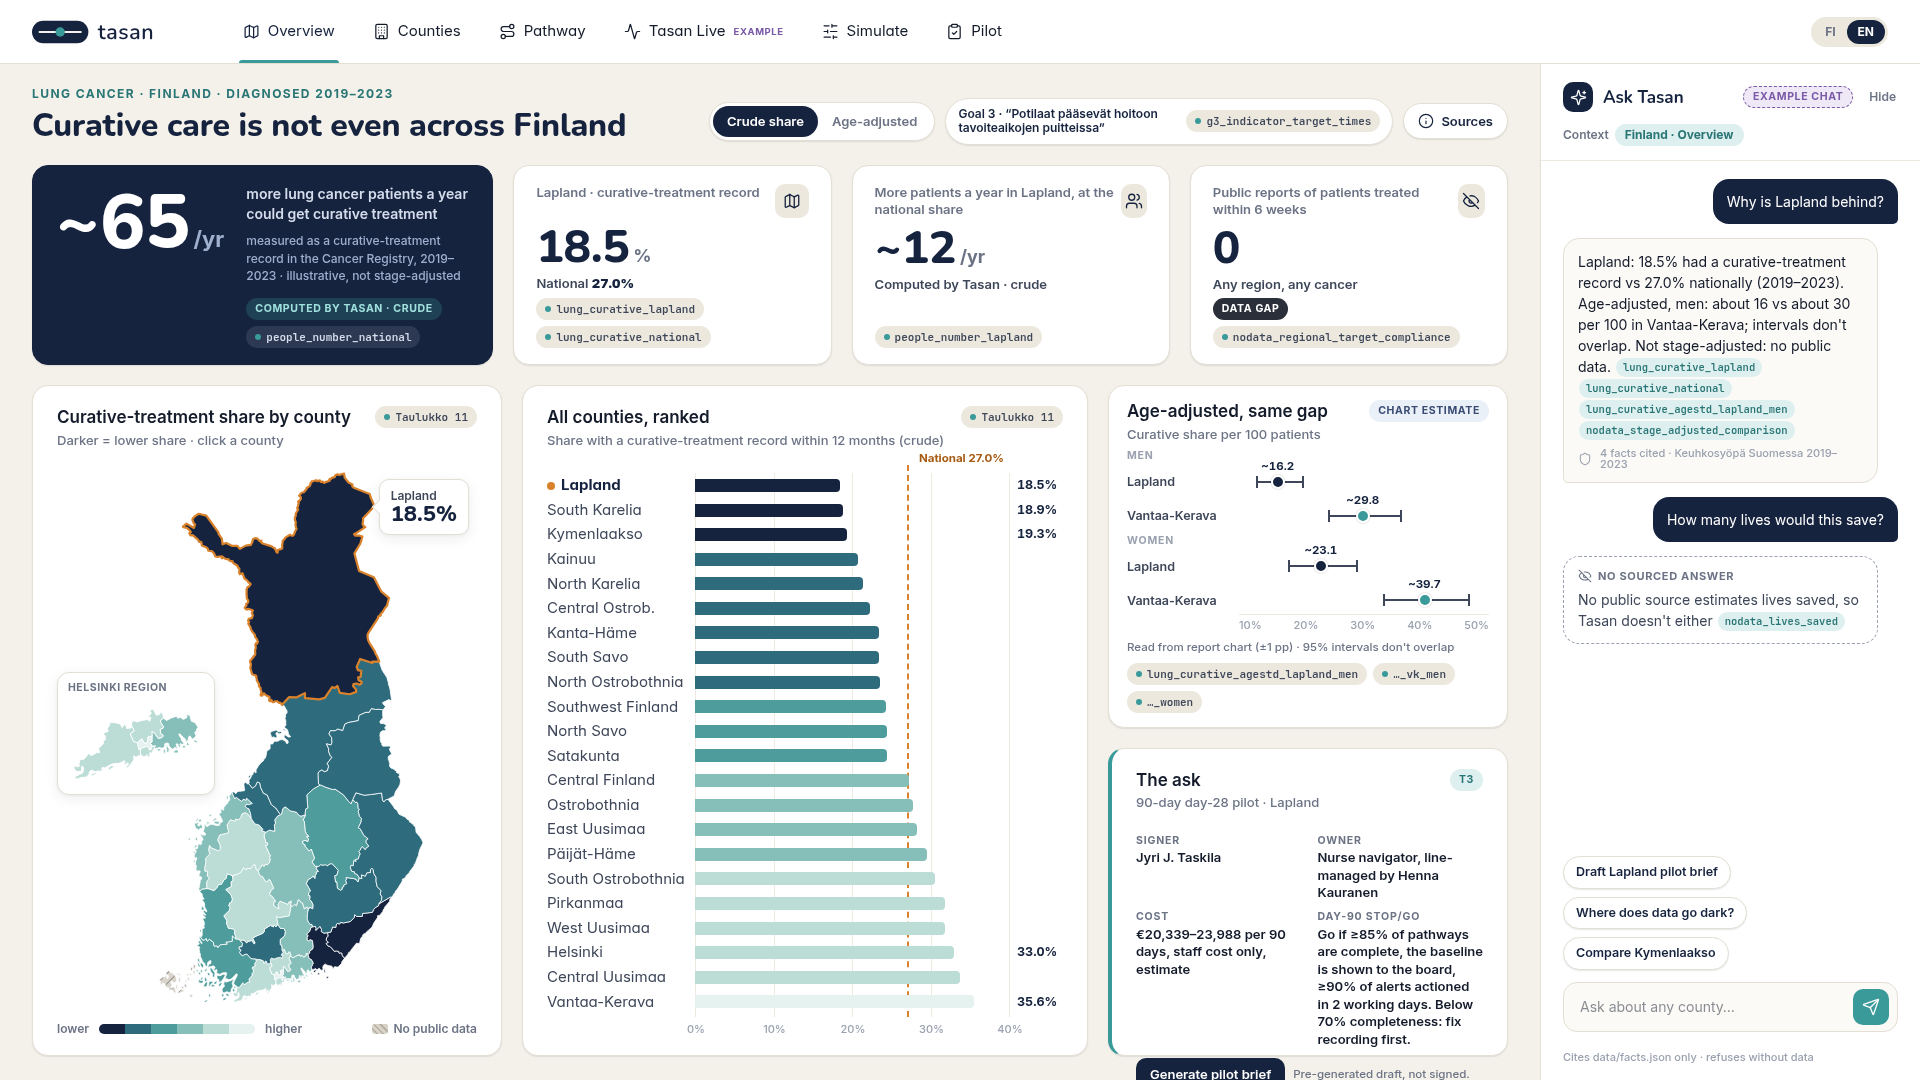 tasan
Overview
Counties
Pathway
Tasan Live EXAMPLE
Simulate
Pilot
FI EN
LUNG CANCER · FINLAND · DIAGNOSED 2019–2023
Curative care is not even across Finland
Crude share
Age-adjusted
Goal 3 · “Potilaat pääsevät hoitoon
tavoiteaikojen puitteissa”
g3_indicator_target_times
Sources
~65/yr
more lung cancer patients a year
could get curative treatment
measured as a curative-treatment
record in the Cancer Registry, 2019–
2023 · illustrative, not stage-adjusted
COMPUTED BY TASAN · CRUDE
people_number_national
Lapland · curative-treatment record
18.5 %
National 27.0%
lung_curative_lapland
lung_curative_national
More patients a year in Lapland, at the
national share
~12 /yr
Computed by Tasan · crude
people_number_lapland
Public reports of patients treated
within 6 weeks
0
Any region, any cancer
DATA GAP
nodata_regional_target_compliance
Curative-treatment share by county
Taulukko 11
Darker = lower share · click a county
Lapland
18.5%
HELSINKI REGION
lower
higher
No public data
All counties, ranked
Taulukko 11
Share with a curative-treatment record within 12 months (crude)
National 27.0%
Lapland 18.5%
South Karelia 18.9%
Kymenlaakso 19.3%
Kainuu
North Karelia
Central Ostrob.
Kanta-Häme
South Savo
North Ostrobothnia
Southwest Finland
North Savo
Satakunta
Central Finland
Ostrobothnia
East Uusimaa
Päijät-Häme
South Ostrobothnia
Pirkanmaa
West Uusimaa
Helsinki 33.0%
Central Uusimaa
Vantaa-Kerava 35.6%
0% 10% 20% 30% 40%
Age-adjusted, same gap
CHART ESTIMATE
Curative share per 100 patients
MEN
~16.2
Lapland
~29.8
Vantaa-Kerava
WOMEN
~23.1
Lapland
~39.7
Vantaa-Kerava
10% 20% 30% 40% 50%
Read from report chart (±1 pp) · 95% intervals don't overlap
lung_curative_agestd_lapland_men
…_vk_men
…_women
The ask
T3
90-day day-28 pilot · Lapland
SIGNER
Jyri J. Taskila
OWNER
Nurse navigator, line-
managed by Henna
Kauranen
COST
€20,339–23,988 per 90
days, staff cost only,
estimate
DAY-90 STOP/GO
Go if ≥85% of pathways
are complete, the baseline
is shown to the board,
≥90% of alerts actioned
in 2 working days. Below
70% completeness: fix
recording first.
Generate pilot brief
Pre-generated draft, not signed.
Ask Tasan
EXAMPLE CHAT
Hide
Context
Finland · Overview
Why is Lapland behind?
Lapland: 18.5% had a curative-treatment
record vs 27.0% nationally (2019–2023).
Age-adjusted, men: about 16 vs about 30
per 100 in Vantaa-Kerava; intervals don't
overlap. Not stage-adjusted: no public
data. lung_curative_lapland
lung_curative_national
lung_curative_agestd_lapland_men
nodata_stage_adjusted_comparison
4 facts cited · Keuhkosyöpä Suomessa 2019–
2023
How many lives would this save?
NO SOURCED ANSWER
No public source estimates lives saved, so
Tasan doesn't either nodata_lives_saved
Draft Lapland pilot brief
Where does data go dark?
Compare Kymenlaakso
Ask about any county...
Cites data/facts.json only · refuses without data